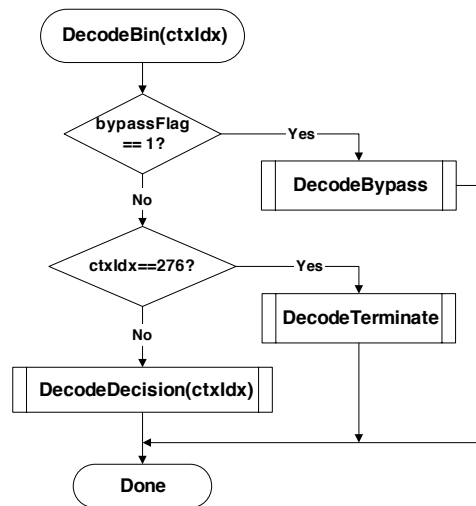 DecodeBin(ctxIdx)
bypassFlag
== 1?
Yes
DecodeBypass
No
ctxIdx==276?
Yes
DecodeTerminate
No
DecodeDecision(ctxIdx)
Done